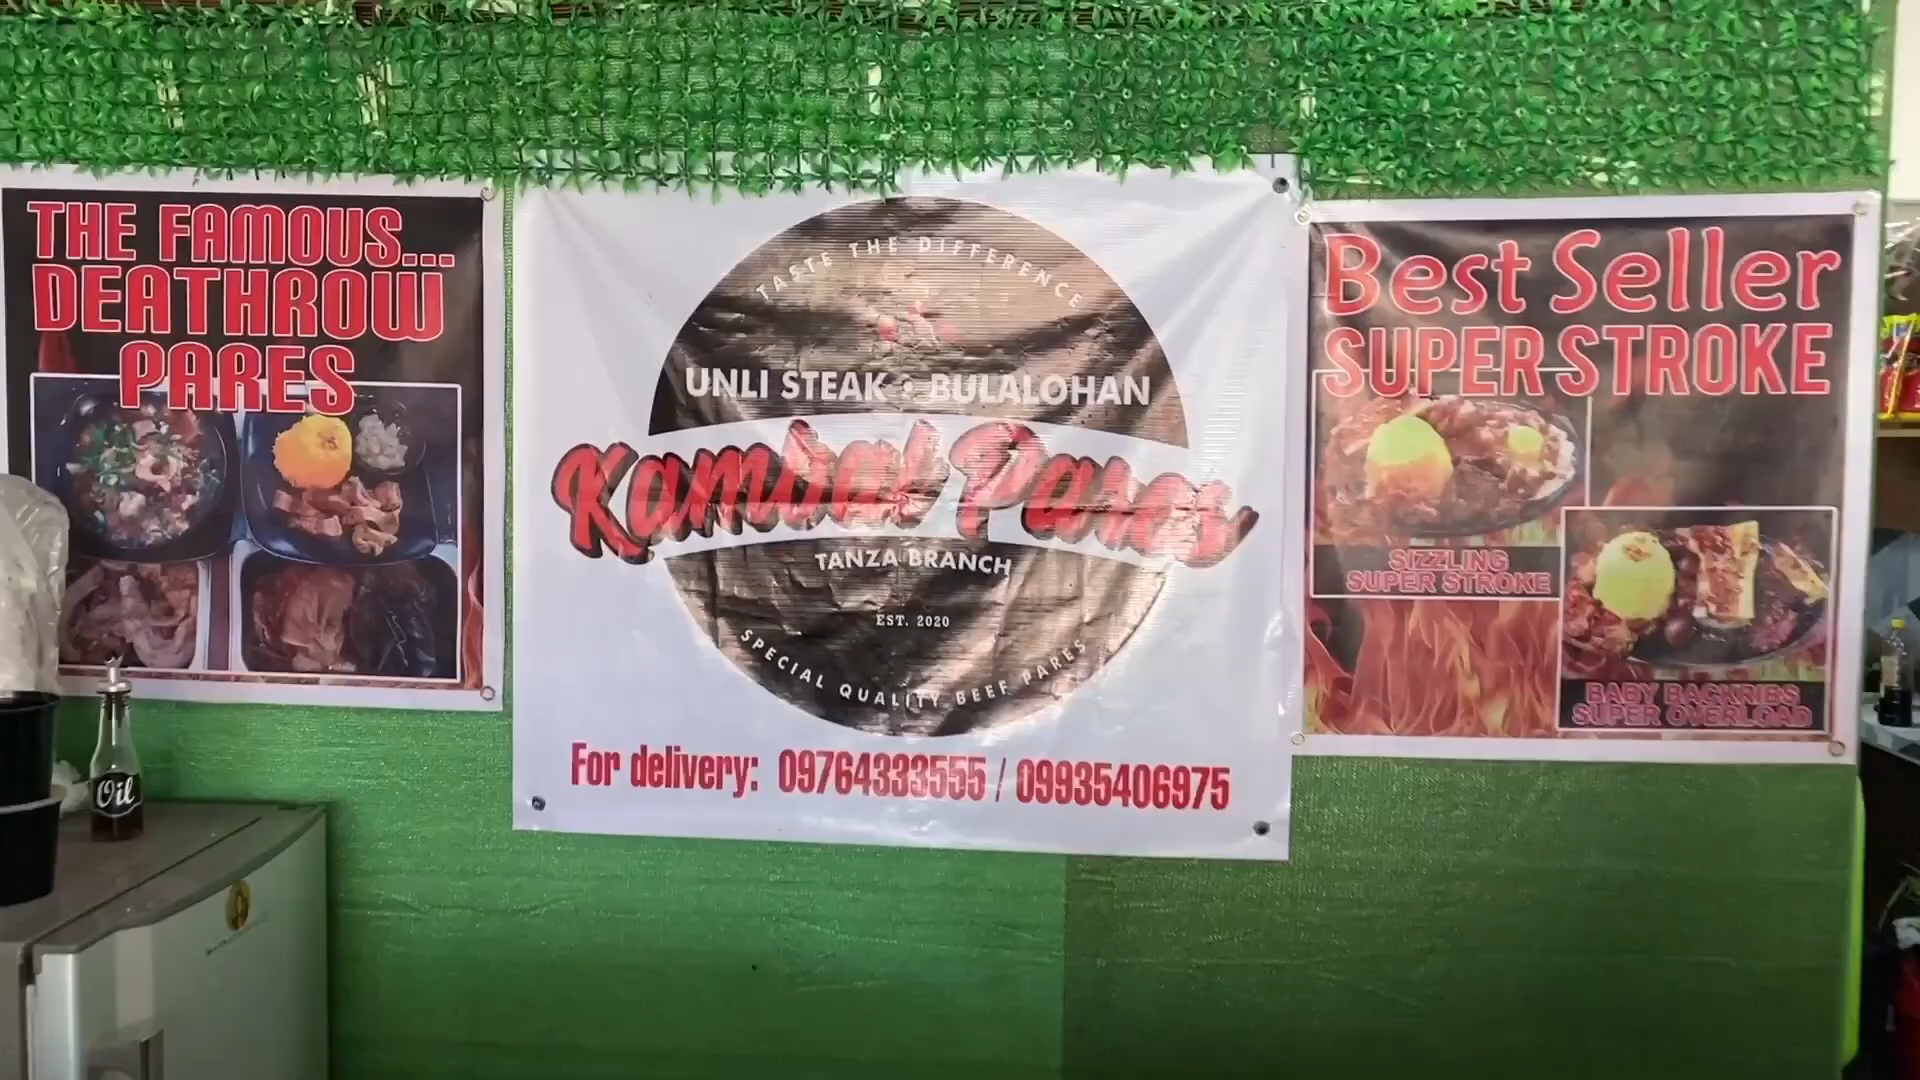 THE FAMOUS...
DEATHROW
PARES
TASTE THE DIFFERENCE
UNLI STEAK • BULALOHAN
Kambal Pares
TANZA BRANCH
EST. 2020
SPECIAL QUALITY BEEF PARES
For delivery: 09764333555 / 09935406975
Best Seller
SUPER STROKE
SIZZLING
SUPER STROKE
BABY BACKRIBS
SUPER OVERLOAD
Oil